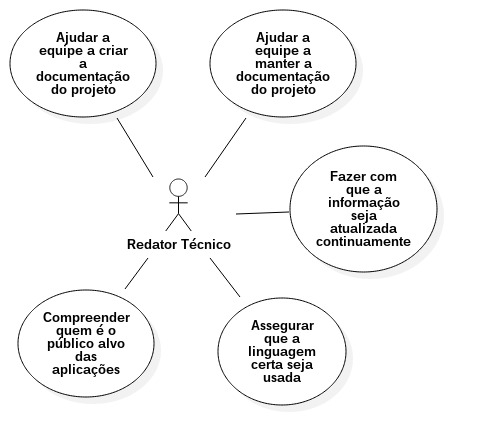 Ajudar a
equipe a criar
a
documentação
do projeto
Ajudar a
equipe a
manter a
documentação
do projeto
Fazer com
que a
informação
seja
atualizada
continuamente
Redator Técnico
Compreender
quem é o
público alvo
das
aplicações
Assegurar
que a
linguagem
certa seja
usada